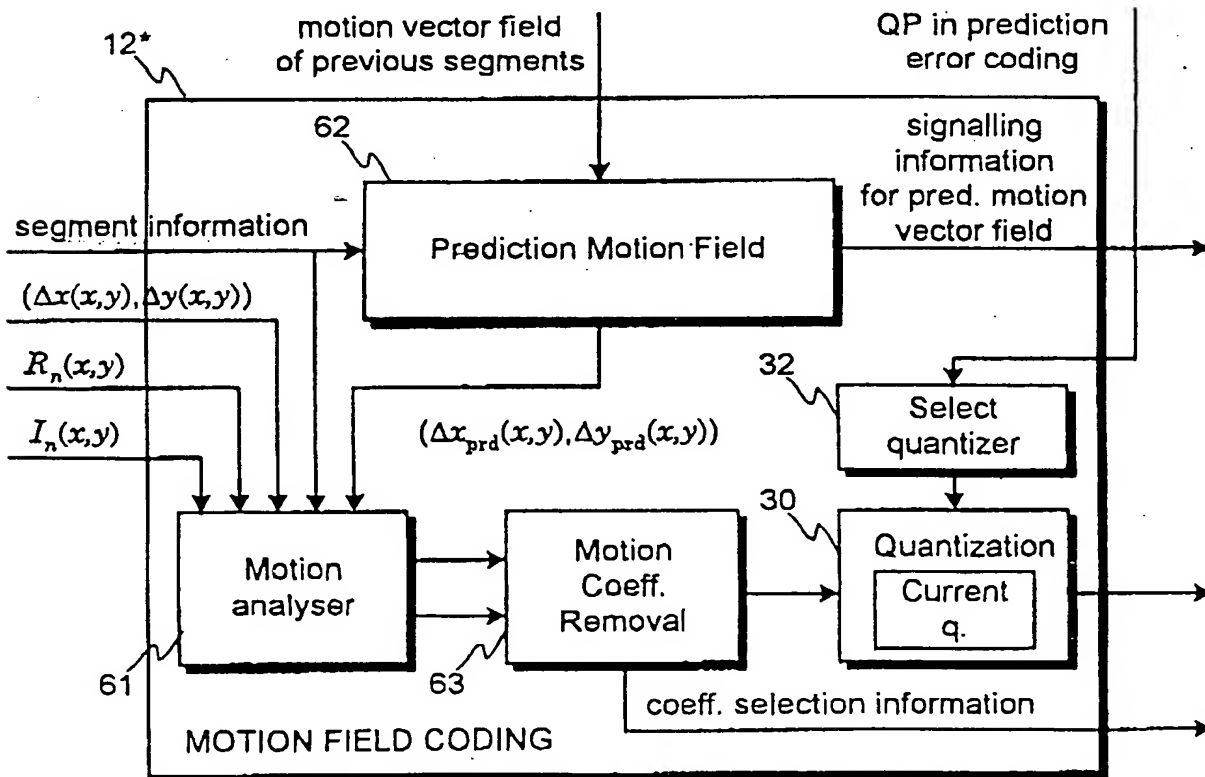 motion vector field
of previous segments
QP in prediction
error coding
12*
62
signalling
information
for pred. motion
vector field
segment information
Prediction Motion Field
(Δx(x,y),Δy(x,y))
R_n(x,y)
32
Select
quantizer
I_n(x,y)
(Δx_prd(x,y),Δy_prd(x,y))
30
Motion
analyser
Motion
Coeff.
Removal
Quantization
Current
q.
61
63
coeff. selection information
MOTION FIELD CODING